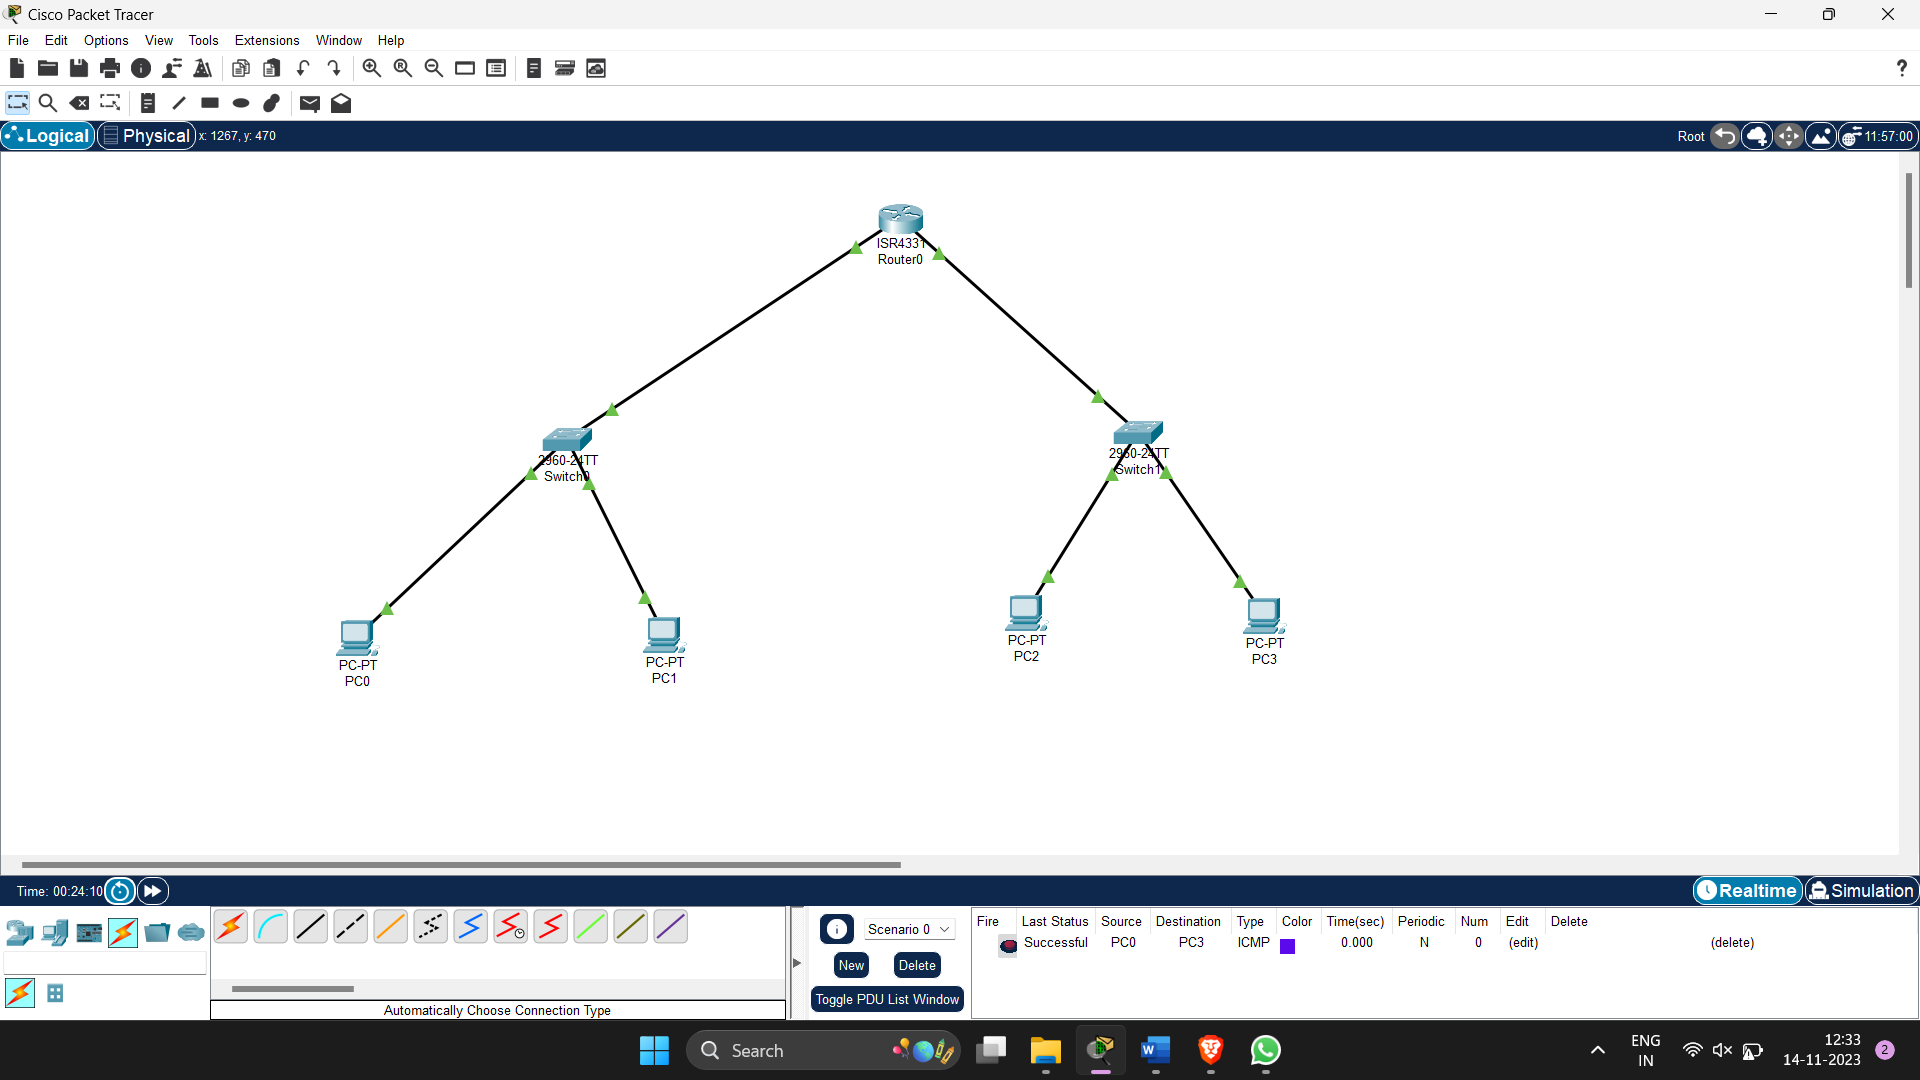 Cisco Packet Tracer
File Edit Options View Tools Extensions Window Help
?
Logical Physical x: 1267, y: 470 Root 11:57:00
ISR4331
Router0
2960-24TT
Switch0
2960-24TT
Switch1
PC-PT
PC0
PC-PT
PC1
PC-PT
PC2
PC-PT
PC3
Time: 00:24:10 Realtime Simulation
Scenario 0
New Delete
Toggle PDU List Window
Fire Last Status Source Destination Type Color Time(sec) Periodic Num Edit Delete
Successful PC0 PC3 ICMP 0.000 N 0 (edit) (delete)
Automatically Choose Connection Type
Search
ENG
IN
12:33
14-11-2023
2